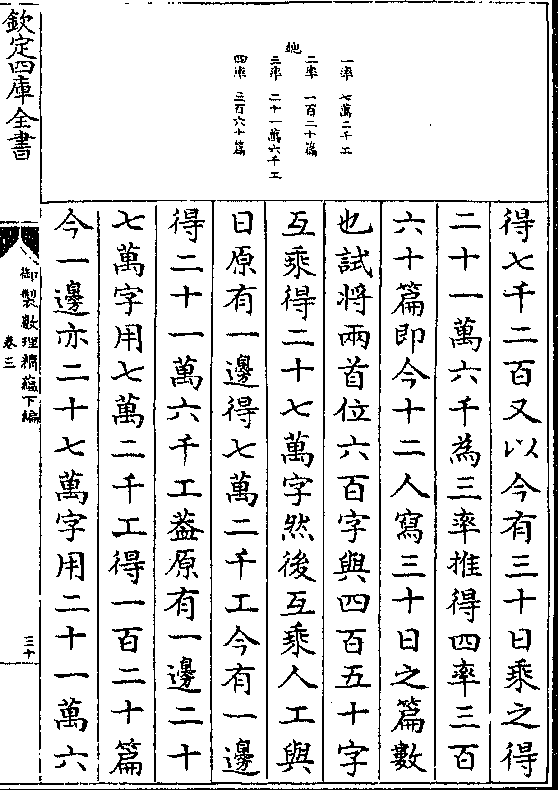 總
一率 七萬二千工
二率 一百二十篇
三率 二十一萬六千工
四率 三百六十篇
得七千二百又以今有三十日乘之得
二十一萬六千為三率推得四率三百
六十篇即今十二人寫三十日之篇數
也試將兩首位六百字與四百五十字
互乘得二十七萬字然後互乘人工與
日原有一邊得七萬二千工今有一邊
得二十一萬六千工葢原有一邊二十
七萬字用七萬二千工得一百二十篇
今一邊亦二十七萬字用二十一萬六
欽定四庫全書
御製數理精蘊下編
卷三
三十